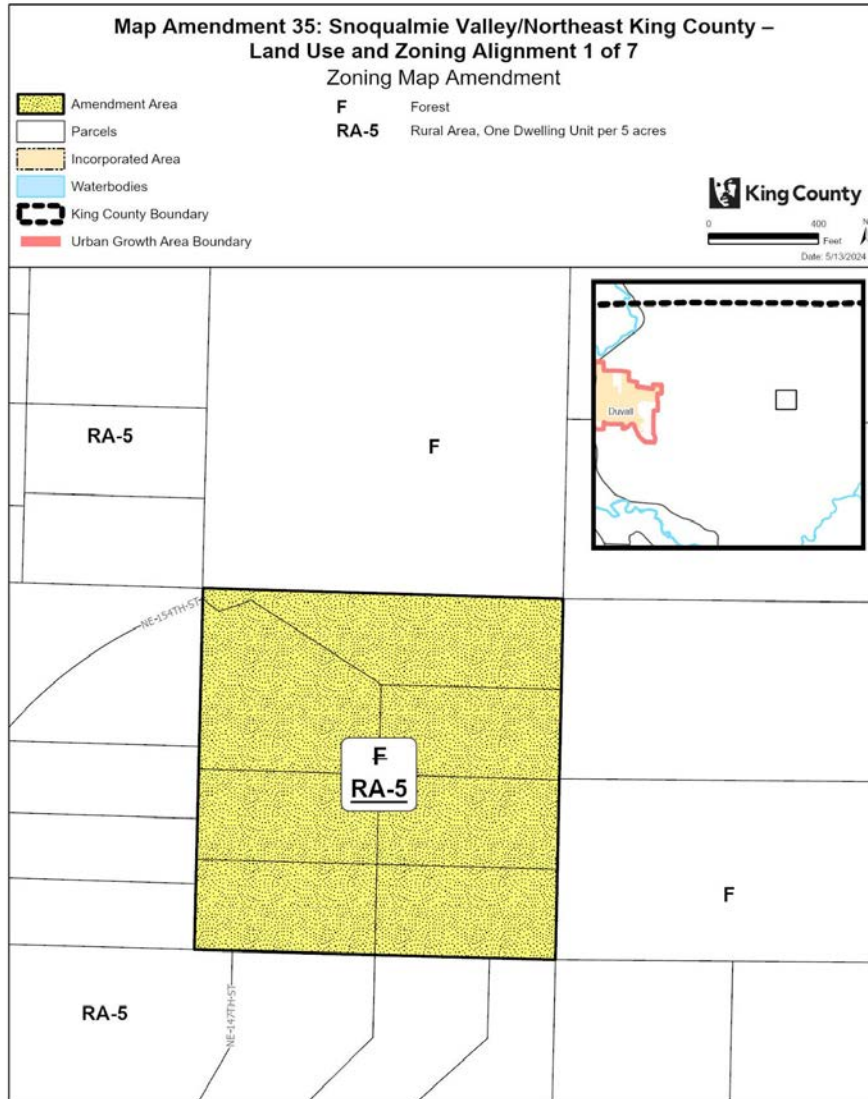 Map Amendment 35: Snoqualmie Valley/Northeast King County –
Land Use and Zoning Alignment 1 of 7
Zoning Map Amendment
Amendment Area
Parcels
Incorporated Area
Waterbodies
King County Boundary
Urban Growth Area Boundary
F Forest
RA-5 Rural Area, One Dwelling Unit per 5 acres
King County
0 400
Feet
N
Date: 5/13/2024
Duvall
RA-5
F
NE-154TH-ST
F
RA-5
F
RA-5
NE-147TH-ST